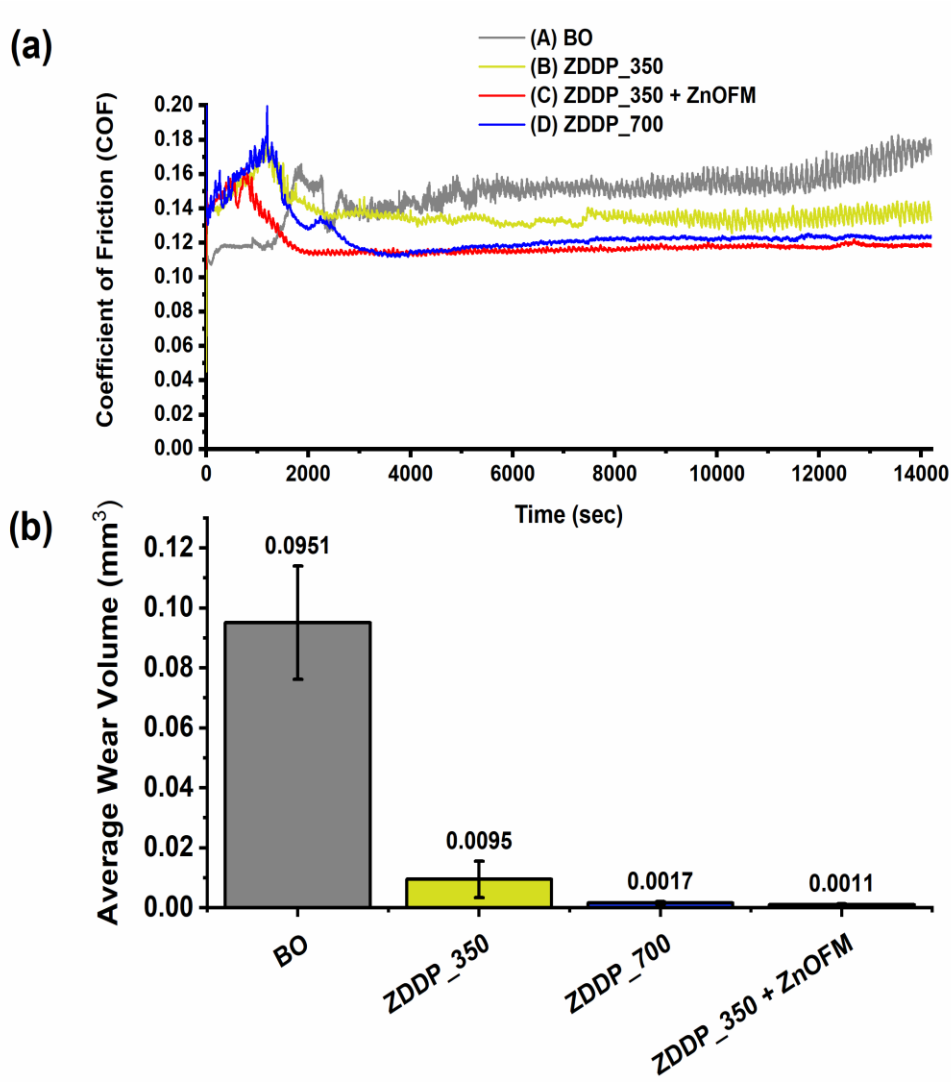 (a)
(A) BO
(B) ZDDP_350
(C) ZDDP_350 + ZnOFM
(D) ZDDP_700
Coefficient of Friction (COF)
0.20
0.18
0.16
0.14
0.12
0.10
0.08
0.06
0.04
0.02
0.00
0 2000 4000 6000 8000 10000 12000 14000
Time (sec)
(b)
Average Wear Volume (mm³)
0.12
0.10
0.08
0.06
0.04
0.02
0.00
0.0951
0.0095
0.0017
0.0011
BO
ZDDP_350
ZDDP_700
ZDDP_350 + ZnOFM